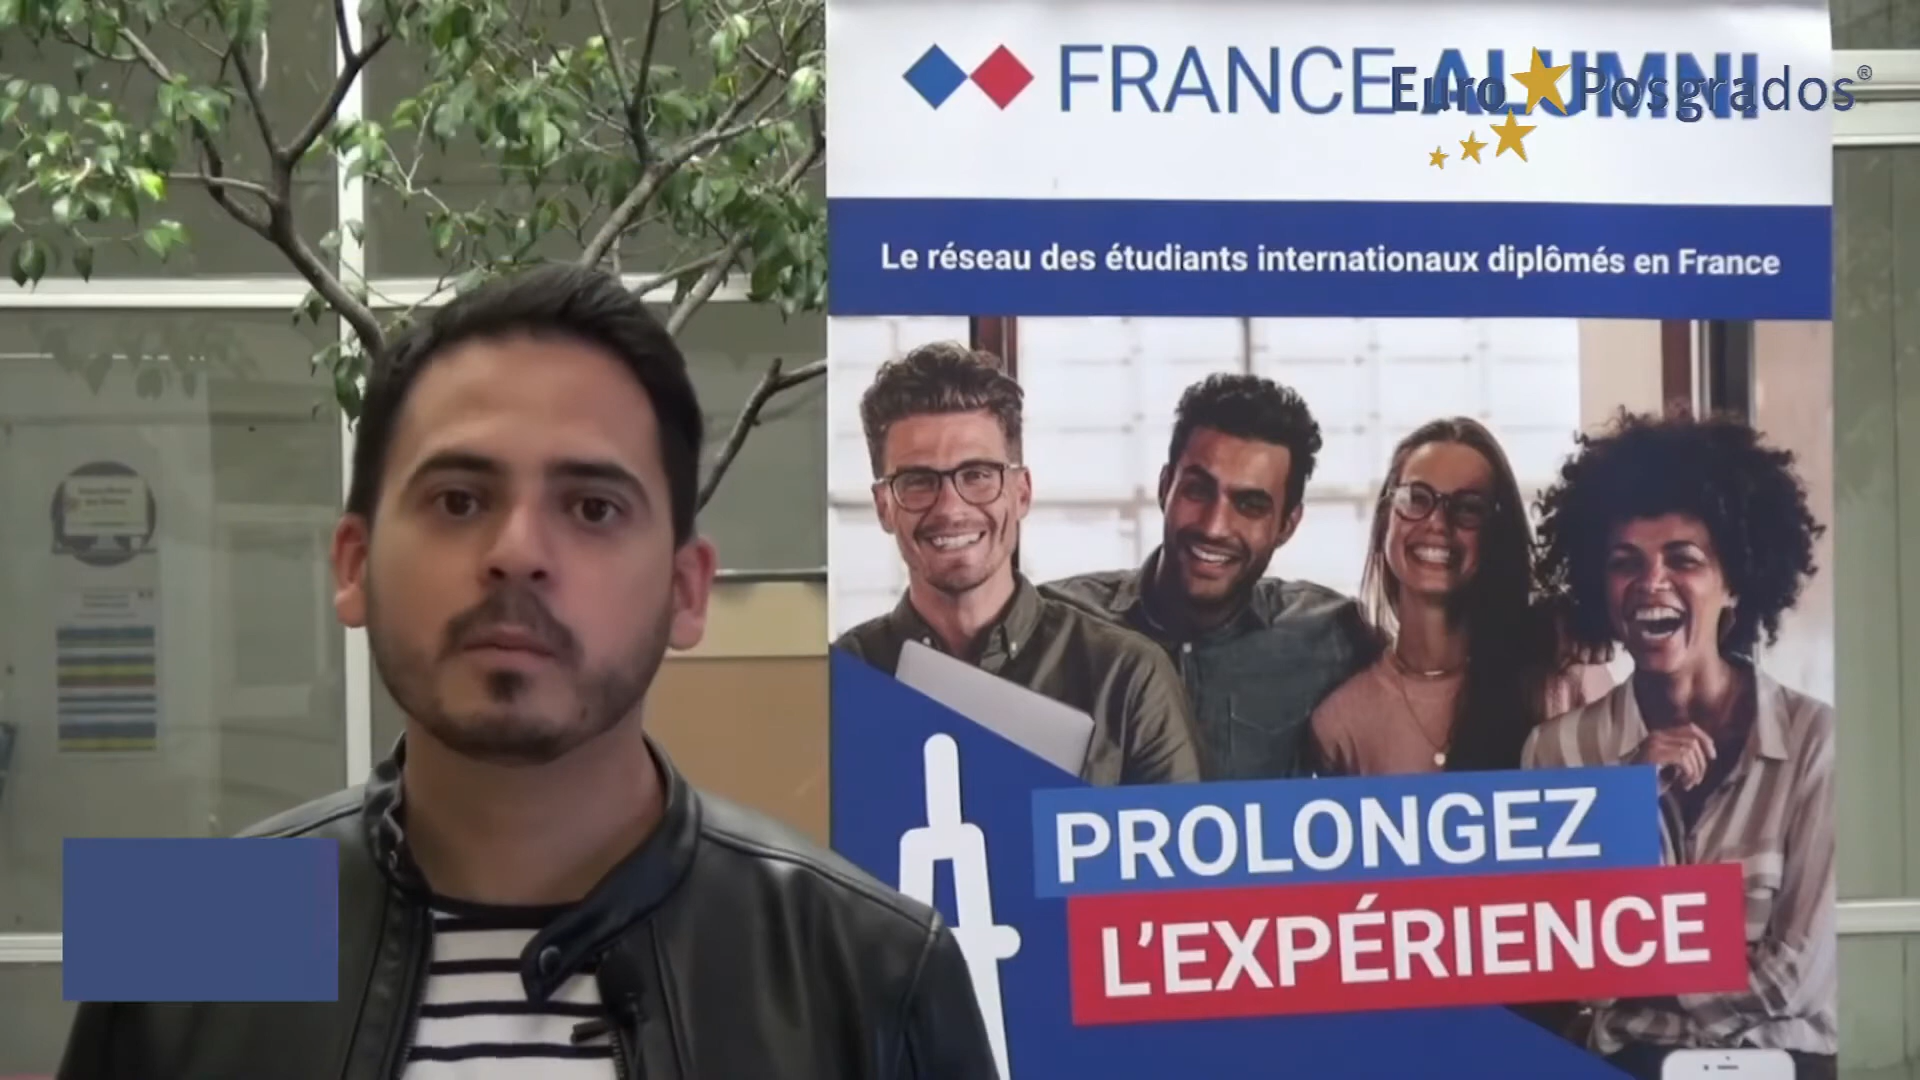 FRANCE ALUMNI
Euro Posgrados®
Le réseau des étudiants internationaux diplômés en France
PROLONGEZ
L'EXPÉRIENCE